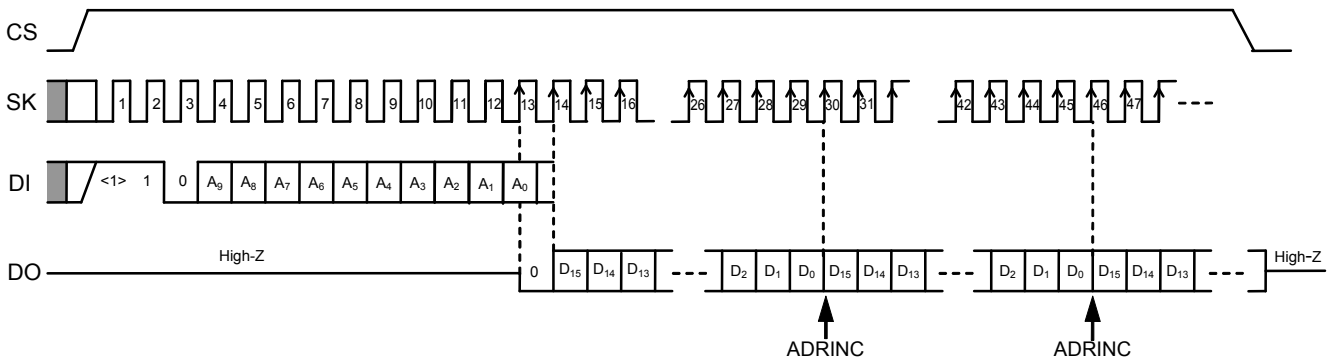 CS
SK
1 2 3 4 5 6 7 8 9 10 11 12 13 14 15 16 26 27 28 29 30 31 42 43 44 45 46 47
DI
<1> 1 0 A₉ A₈ A₇ A₆ A₅ A₄ A₃ A₂ A₁ A₀
DO
High-Z
0 D₁₅ D₁₄ D₁₃ D₂ D₁ D₀ D₁₅ D₁₄ D₁₃ D₂ D₁ D₀ D₁₅ D₁₄ D₁₃
High-Z
ADRINC ADRINC